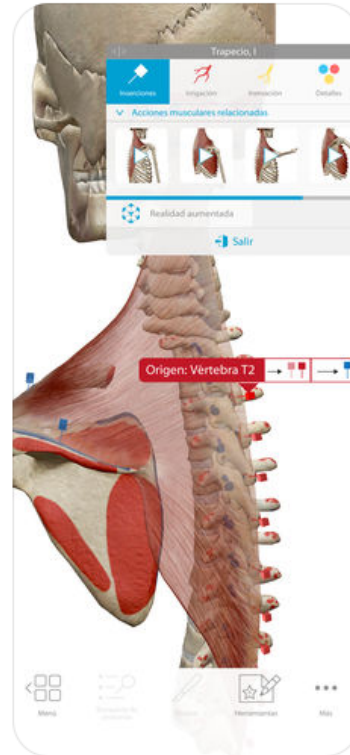 Trapecio, I
Inserciones
Irrigación
Inervación
Detalles
Acciones musculares relacionadas
Realidad aumentada
Salir
Origen: Vértebra T2
Menú
Herramientas
Más